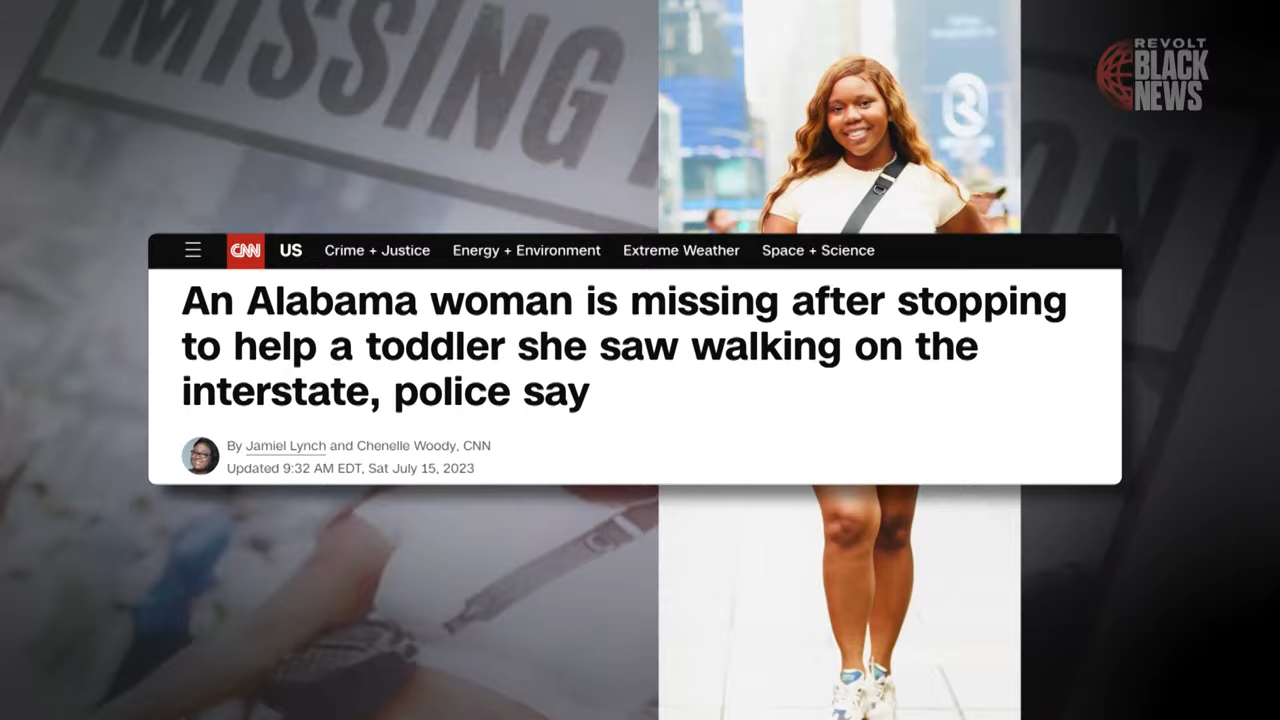 MISSING
REVOLT
BLACK
NEWS
CNN US Crime + Justice Energy + Environment Extreme Weather Space + Science
An Alabama woman is missing after stopping
to help a toddler she saw walking on the
interstate, police say
By Jamiel Lynch and Chenelle Woody, CNN
Updated 9:32 AM EDT, Sat July 15, 2023